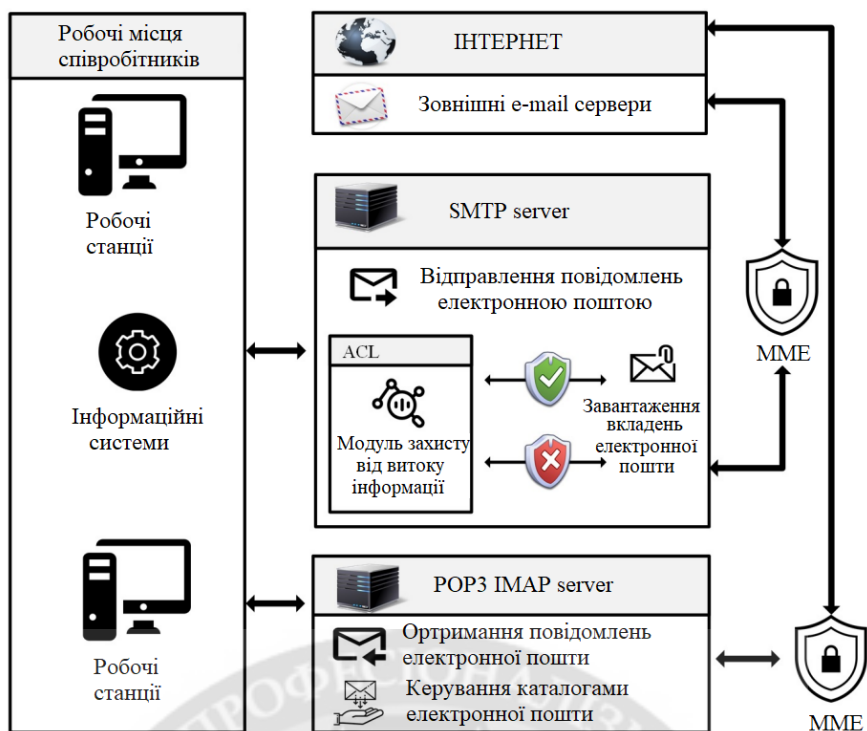 Робочі місця
співробітників
Робочі
станції
Інформаційні
системи
Робочі
станції
ІНТЕРНЕТ
Зовнішні e-mail сервери
SMTP server
Відправлення повідомлень
електронною поштою
ACL
Модуль захисту
від витоку
інформації
Завантаження
вкладень
електронної
пошти
POP3 IMAP server
Ортримання повідомлень
електронної пошти
Керування каталогами
електронної пошти
ММЕ
ММЕ